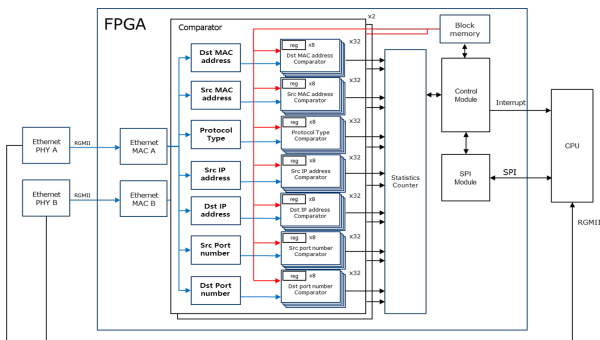 FPGA
x2
Comparator
Block
memory
Dst MAC
address
reg
x8
x32
Dst MAC address
Comparator
Src MAC
address
reg
x8
x32
Src MAC address
Comparator
Protocol
Type
reg
x8
x32
Protocol Type
Comparator
Src IP
address
reg
x8
x32
Src IP address
Comparator
Dst IP
address
reg
x8
x32
Dst IP address
Comparator
Src Port
number
reg
x8
x32
Src port number
Comparator
Dst Port
number
reg
x8
x32
Dst port number
Comparator
Statistics
Counter
Control
Module
Interrupt
SPI
Module
SPI
CPU
RGMII
Ethernet
PHY A
RGMII
Ethernet
MAC A
Ethernet
PHY B
RGMII
Ethernet
MAC B